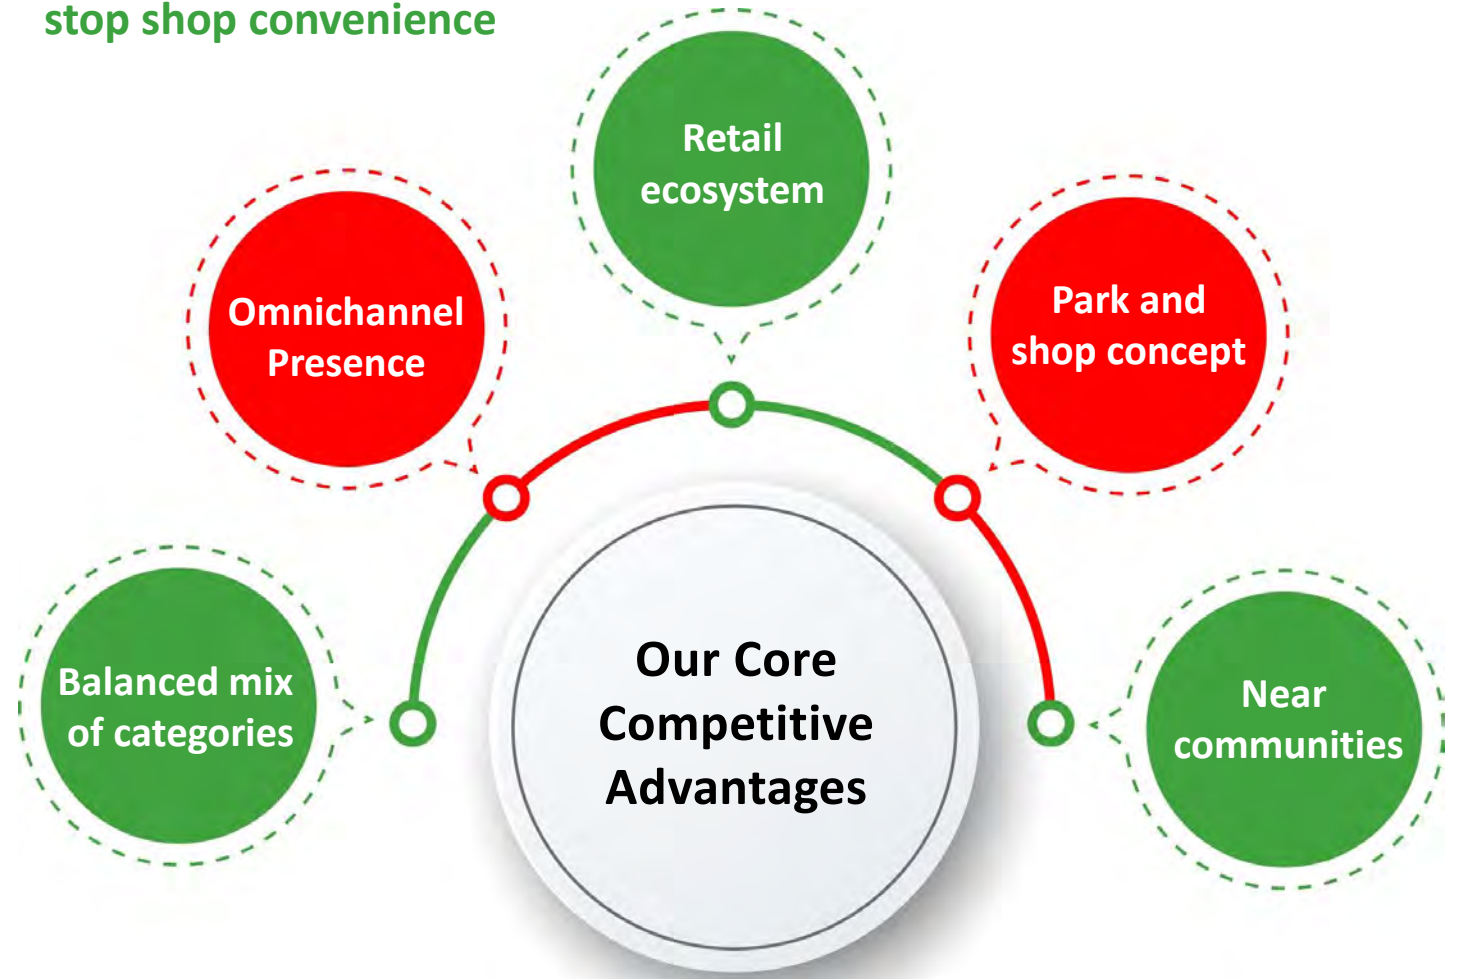 stop shop convenience
Retail
ecosystem
Omnichannel
Presence
Park and
shop concept
Balanced mix
of categories
Near
communities
Our Core
Competitive
Advantages